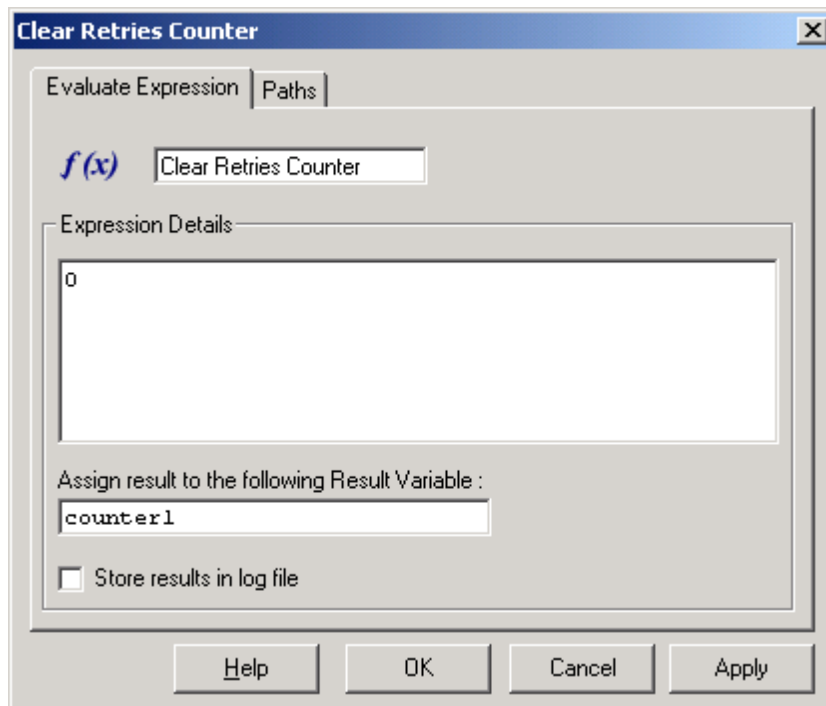 Clear Retries Counter
Evaluate Expression Paths
f (x) Clear Retries Counter
Expression Details
0
Assign result to the following Result Variable :
counter1
Store results in log file
Help OK Cancel Apply